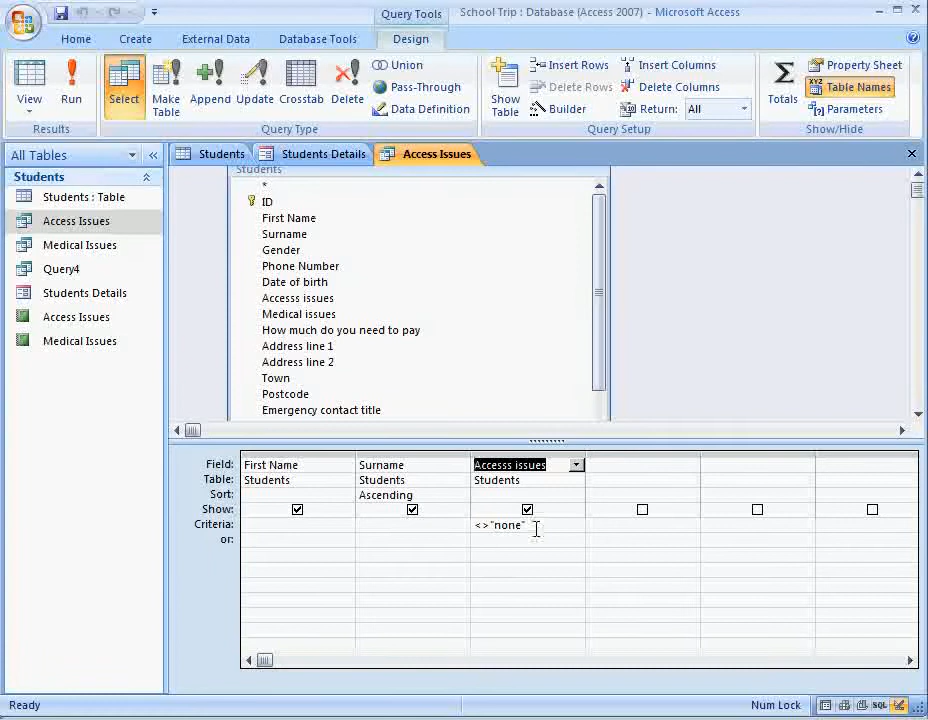 Query Tools
School Trip : Database (Access 2007) - Microsoft Access
Home Create External Data Database Tools Design
View
Run
Select
Make Table
Append
Update
Crosstab
Delete
Union
Pass-Through
Data Definition
Show Table
Insert Rows
Delete Rows
Builder
Insert Columns
Delete Columns
Return: All
Totals
Property Sheet
Table Names
Parameters
Results Query Type Query Setup Show/Hide
All Tables
Students
Students : Table
Access Issues
Medical Issues
Query4
Students Details
Access Issues
Medical Issues
Students Students Details Access Issues
Students
*
ID
First Name
Surname
Gender
Phone Number
Date of birth
Accesss issues
Medical issues
How much do you need to pay
Address line 1
Address line 2
Town
Postcode
Emergency contact title
Field: First Name Surname Accesss issues
Table: Students Students Students
Sort: Ascending
Show:
Criteria: <>"none"
or:
Ready Num Lock SQL